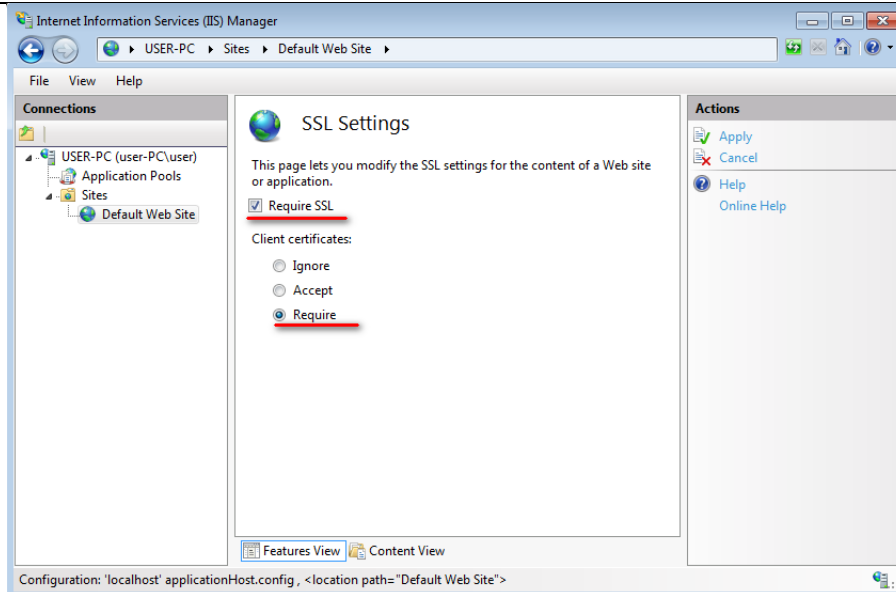 Internet Information Services (IIS) Manager
USER-PC Sites Default Web Site
File View Help
Connections
USER-PC (user-PC\user)
Application Pools
Sites
Default Web Site
SSL Settings
This page lets you modify the SSL settings for the content of a Web site
or application.
Require SSL
Client certificates:
Ignore
Accept
Require
Features View Content View
Actions
Apply
Cancel
Help
Online Help
Configuration: 'localhost' applicationHost.config , <location path="Default Web Site">